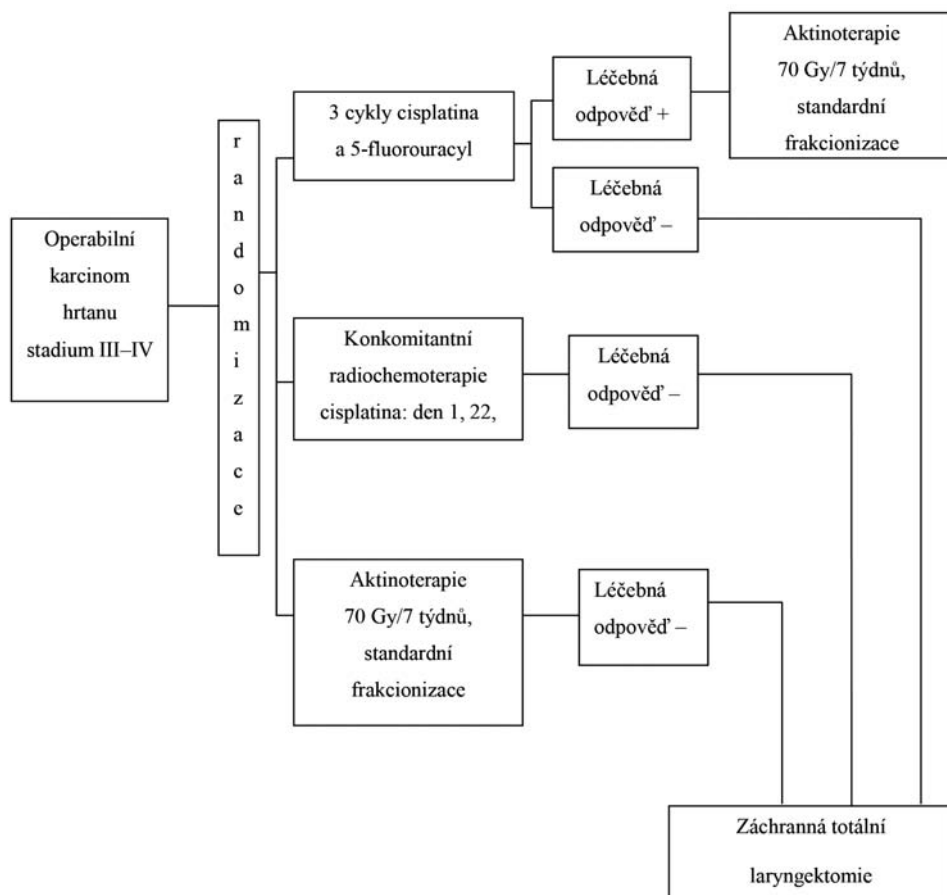 Operabilní
karcinom
hrtanu
stadium III–IV
r
a
n
d
o
m
i
z
a
c
e
3 cykly cisplatina
a 5-fluorouracyl
Léčebná
odpověď +
Aktinoterapie
70 Gy/7 týdnů,
standardní
frakcionizace
Léčebná
odpověď –
Konkomitantní
radiochemoterapie
cisplatina: den 1, 22,
Léčebná
odpověď –
Aktinoterapie
70 Gy/7 týdnů,
standardní
frakcionizace
Léčebná
odpověď –
Záchranná totální
laryngektomie